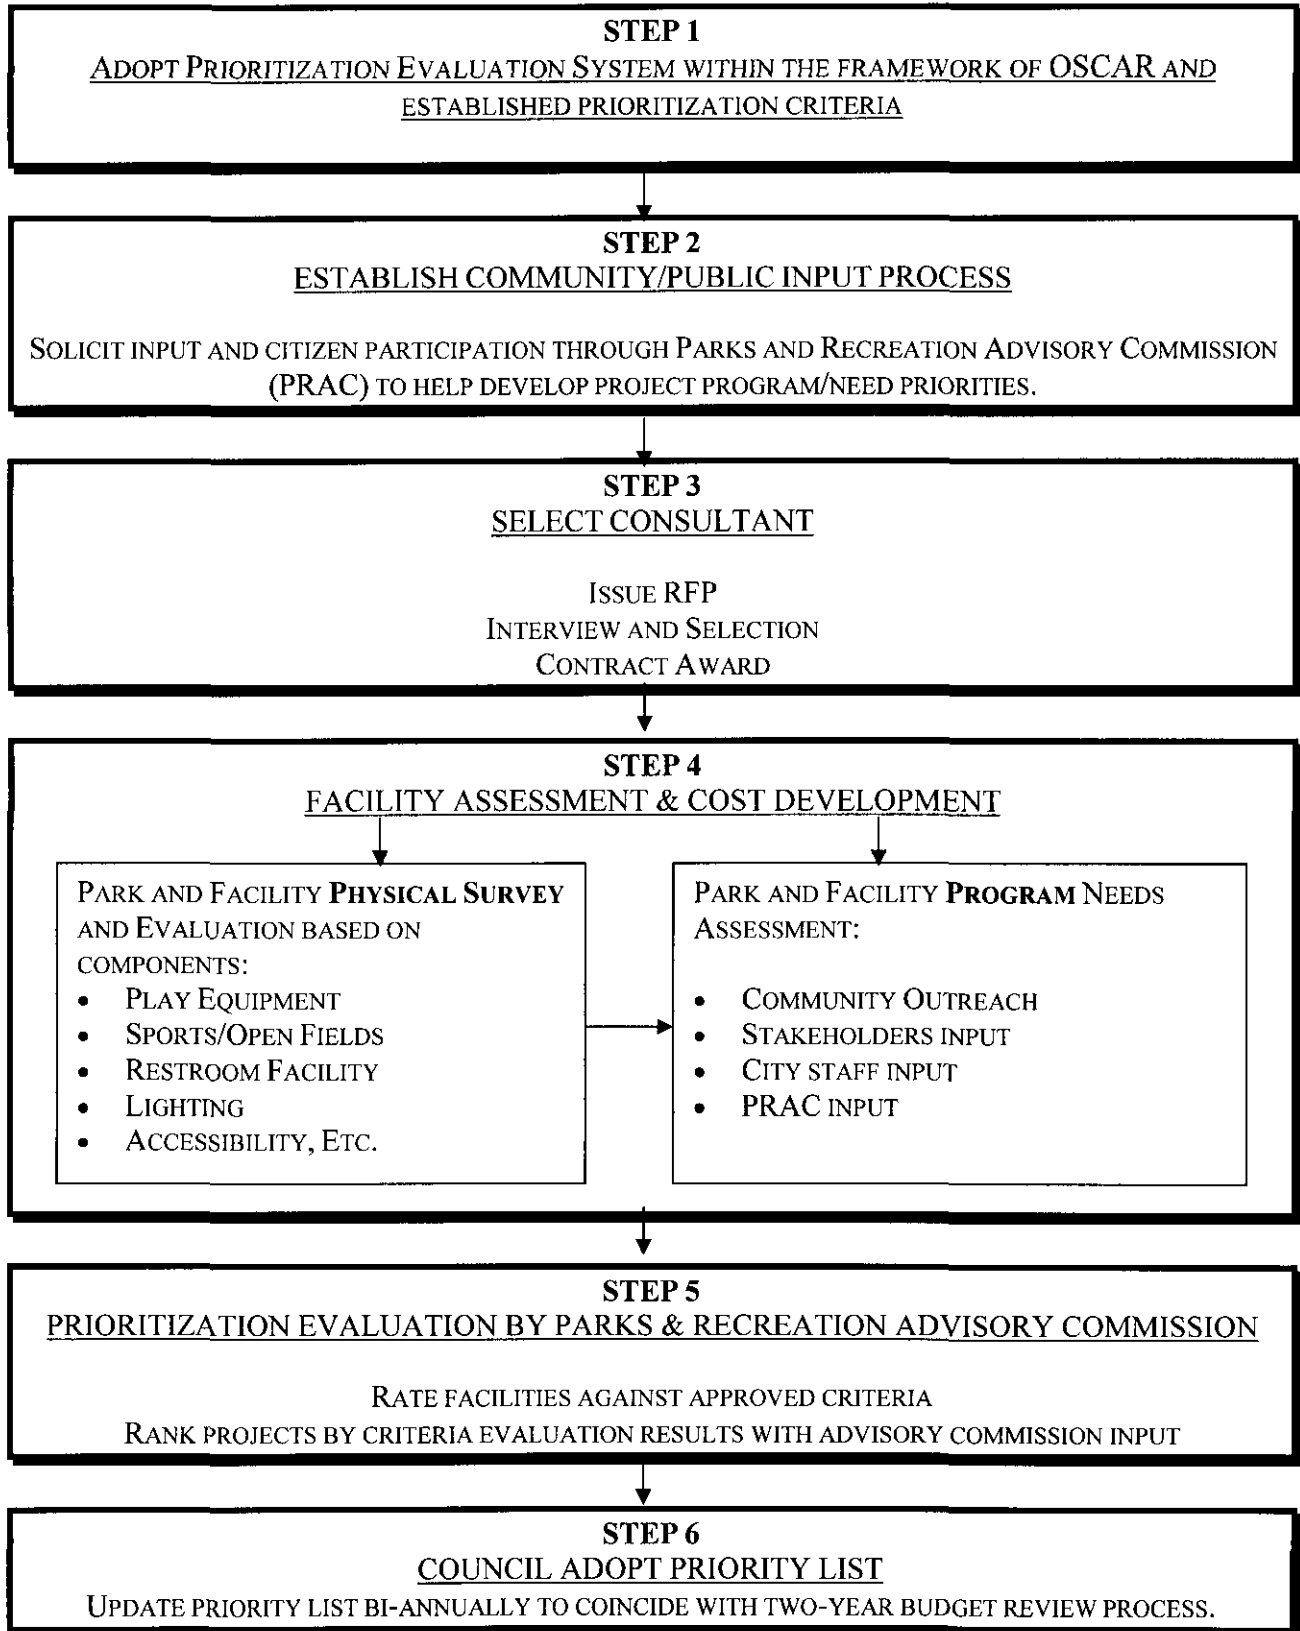 STEP 1
ADOPT PRIORITIZATION EVALUATION SYSTEM WITHIN THE FRAMEWORK OF OSCAR AND
ESTABLISHED PRIORITIZATION CRITERIA
STEP 2
ESTABLISH COMMUNITY/PUBLIC INPUT PROCESS
SOLICIT INPUT AND CITIZEN PARTICIPATION THROUGH PARKS AND RECREATION ADVISORY COMMISSION
(PRAC) TO HELP DEVELOP PROJECT PROGRAM/NEED PRIORITIES.
STEP 3
SELECT CONSULTANT
ISSUE RFP
INTERVIEW AND SELECTION
CONTRACT AWARD
STEP 4
FACILITY ASSESSMENT & COST DEVELOPMENT
PARK AND FACILITY PHYSICAL SURVEY
AND EVALUATION BASED ON
COMPONENTS:
• PLAY EQUIPMENT
• SPORTS/OPEN FIELDS
• RESTROOM FACILITY
• LIGHTING
• ACCESSIBILITY, ETC.
PARK AND FACILITY PROGRAM NEEDS
ASSESSMENT:
• COMMUNITY OUTREACH
• STAKEHOLDERS INPUT
• CITY STAFF INPUT
• PRAC INPUT
STEP 5
PRIORITIZATION EVALUATION BY PARKS & RECREATION ADVISORY COMMISSION
RATE FACILITIES AGAINST APPROVED CRITERIA
RANK PROJECTS BY CRITERIA EVALUATION RESULTS WITH ADVISORY COMMISSION INPUT
STEP 6
COUNCIL ADOPT PRIORITY LIST
UPDATE PRIORITY LIST BI-ANNUALLY TO COINCIDE WITH TWO-YEAR BUDGET REVIEW PROCESS.